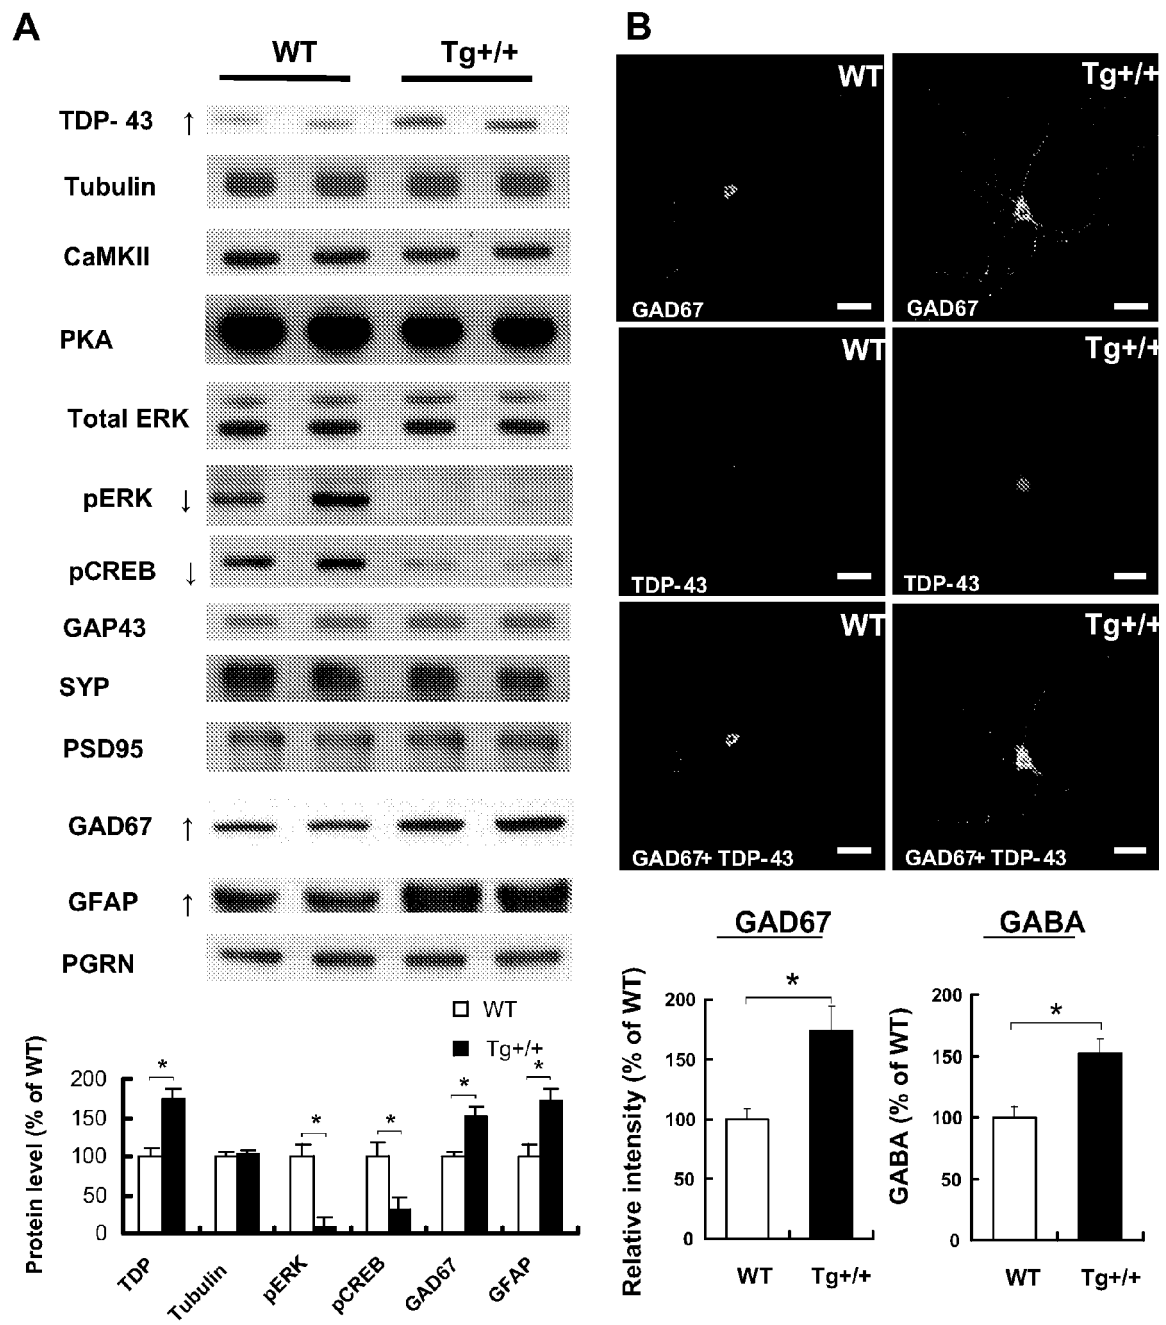 A
WT Tg+/+
TDP- 43 ↑
Tubulin
CaMKII
PKA
Total ERK
pERK ↓
pCREB ↓
GAP43
SYP
PSD95
GAD67 ↑
GFAP ↑
PGRN
WT
Tg+/+
Protein level (% of WT)
200
150
100
50
0
* * * * *
TDP Tubulin pERK pCREB GAD67 GFAP
B
WT Tg+/+
GAD67 GAD67
WT Tg+/+
TDP-43 TDP-43
WT Tg+/+
GAD67+ TDP-43 GAD67+ TDP-43
GAD67
Relative intensity (% of WT)
200
150
100
50
0
*
WT Tg+/+
GABA
GABA (% of WT)
200
150
100
50
0
*
WT Tg+/+